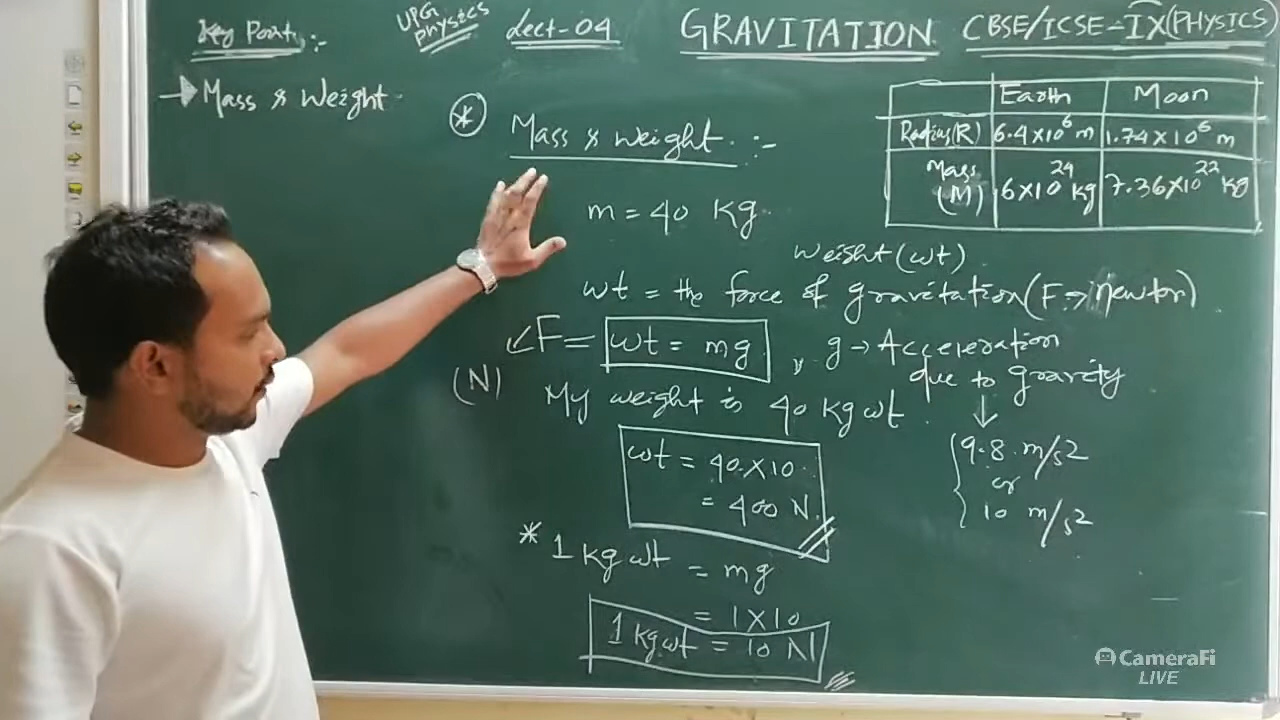 Key Point :-
→ Mass & Weight
UPG Physics
Lect-04
GRAVITATION
CBSE/ICSE-IX(PHYSICS)
Earth Moon
Radius(R) 6.4×10⁶ m 1.74×10⁶ m
Mass (M) 6×10²⁴ kg 7.36×10²² kg
* Mass & Weight :-
m = 40 kg
Weight (wt)
wt = the force of gravitation (F → Newton)
F = wt = mg , g → Acceleration
due to gravity
(N)
My weight is 40 kg wt.
↓
9.8 m/s²
or
10 m/s²
wt = 40×10
= 400 N
* 1 kg wt = mg
= 1×10
1 kgwt = 10 N
CameraFi
LIVE